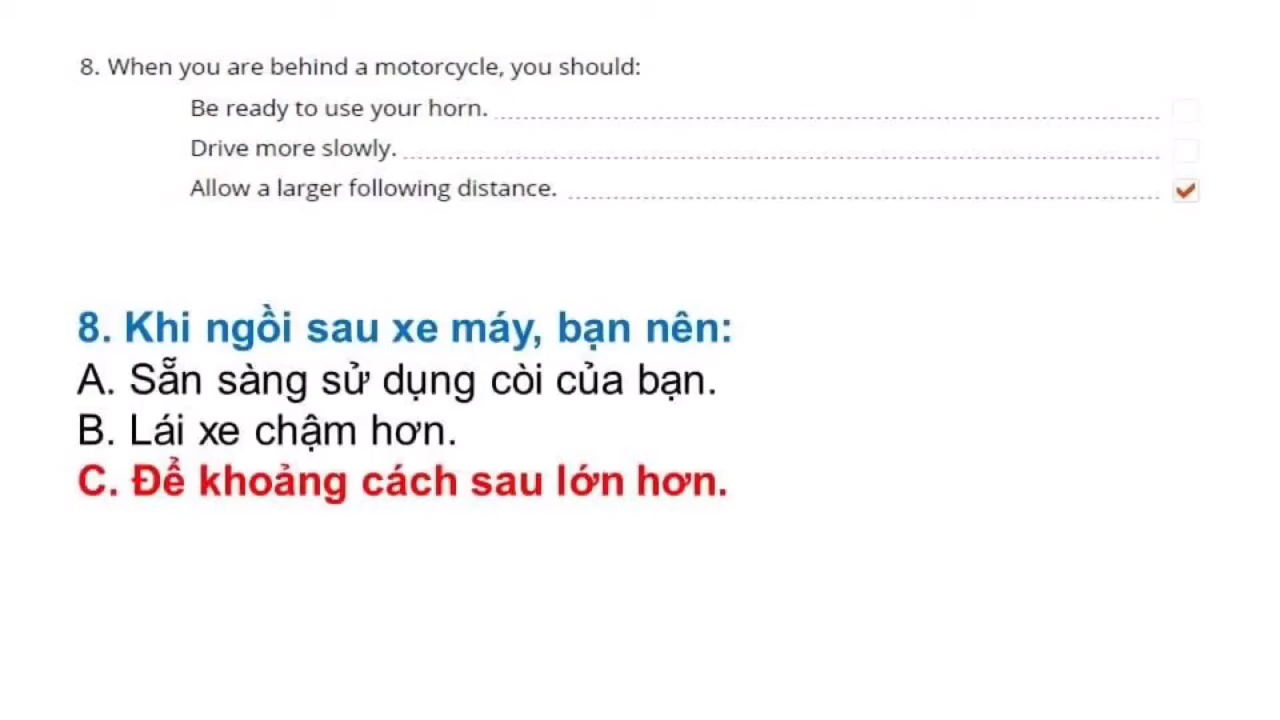 8. When you are behind a motorcycle, you should:
Be ready to use your horn.
Drive more slowly.
Allow a larger following distance.
8. Khi ngồi sau xe máy, bạn nên:
A. Sẵn sàng sử dụng còi của bạn.
B. Lái xe chậm hơn.
C. Để khoảng cách sau lớn hơn.